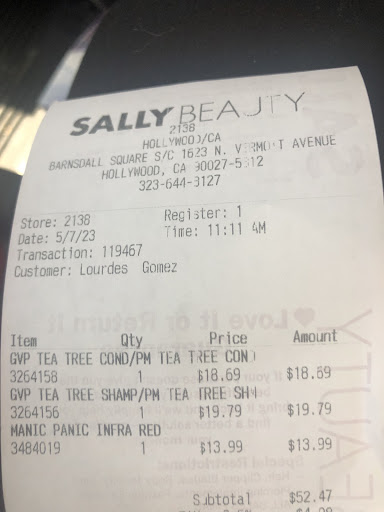 SALLY BEAUTY
2138
HOLLYWOOD/CA
BARNSDALL SQUARE S/C 1623 N. VERMONT AVENUE
HOLLYWOOD, CA 90027-5312
323-644-3127
Store: 2138 Register: 1
Date: 5/7/23 Time: 11:11 AM
Transaction: 119467
Customer: Lourdes Gomez
Item Qty Price Amount
GVP TEA TREE COND/PM TEA TREE CON
3264158 1 $18.69 $18.69
GVP TEA TREE SHAMP/PM TEA TREE SH
3264156 1 $19.79 $19.79
MANIC PANIC INFRA RED
3484019 1 $13.99 $13.99
Subtotal $52.47